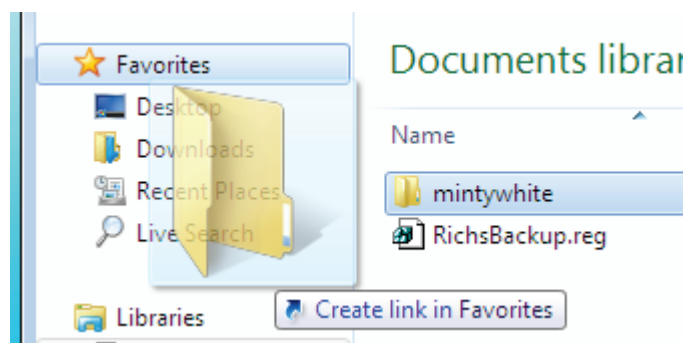 Favorites
Desktop
Downloads
Recent Places
Live Search
Libraries
Documents librar
Name
mintywhite
RichsBackup.reg
Create link in Favorites